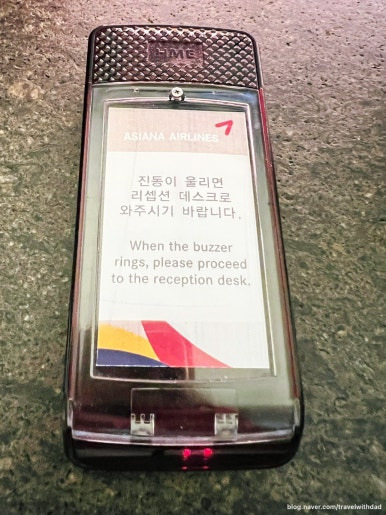 HME
ASIANA AIRLINES
진동이 울리면
리셉션 데스크로
와주시기 바랍니다.
When the buzzer
rings, please proceed
to the reception desk.
blog.naver.com/travelwithdad